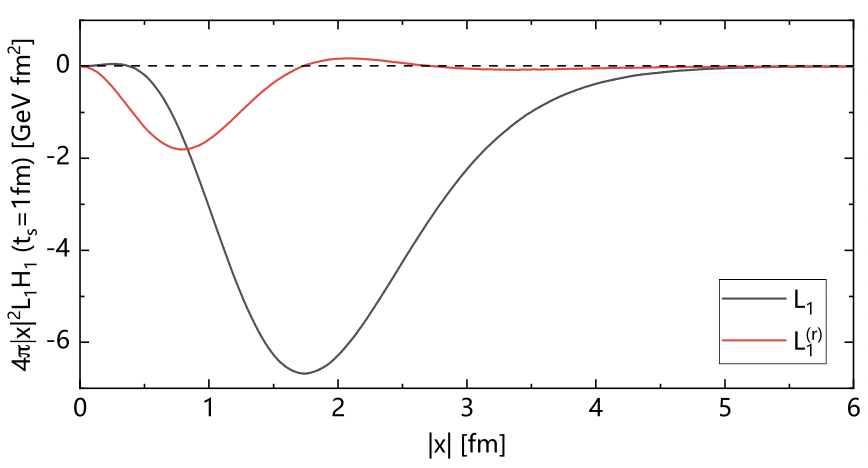 4π|x|²L₁H₁ (tₛ=1fm) [GeV fm²]
0
-2
-4
-6
0 1 2 3 4 5 6
|x| [fm]
L₁
L₁⁽ʳ⁾